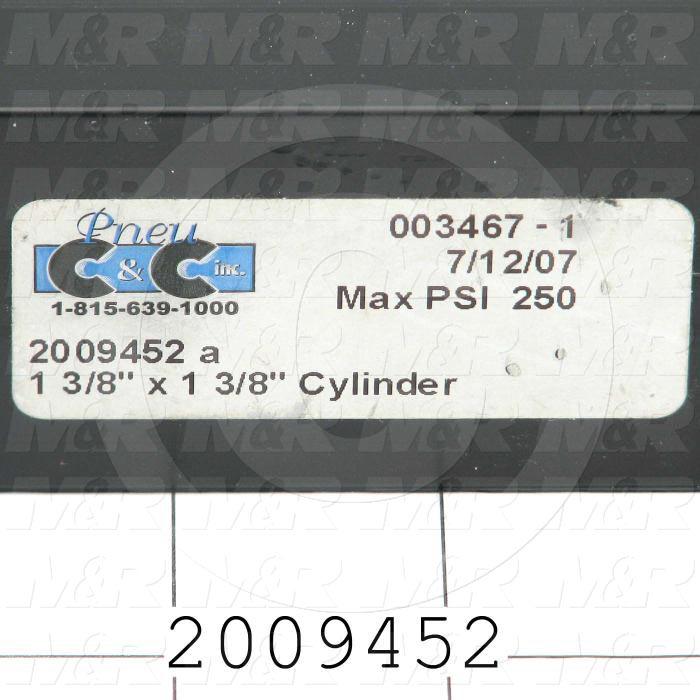 Pneu
C & C inc.
1-815-639-1000
003467 - 1
7/12/07
Max PSI 250
2009452 a
1 3/8" x 1 3/8" Cylinder
2009452
M&R